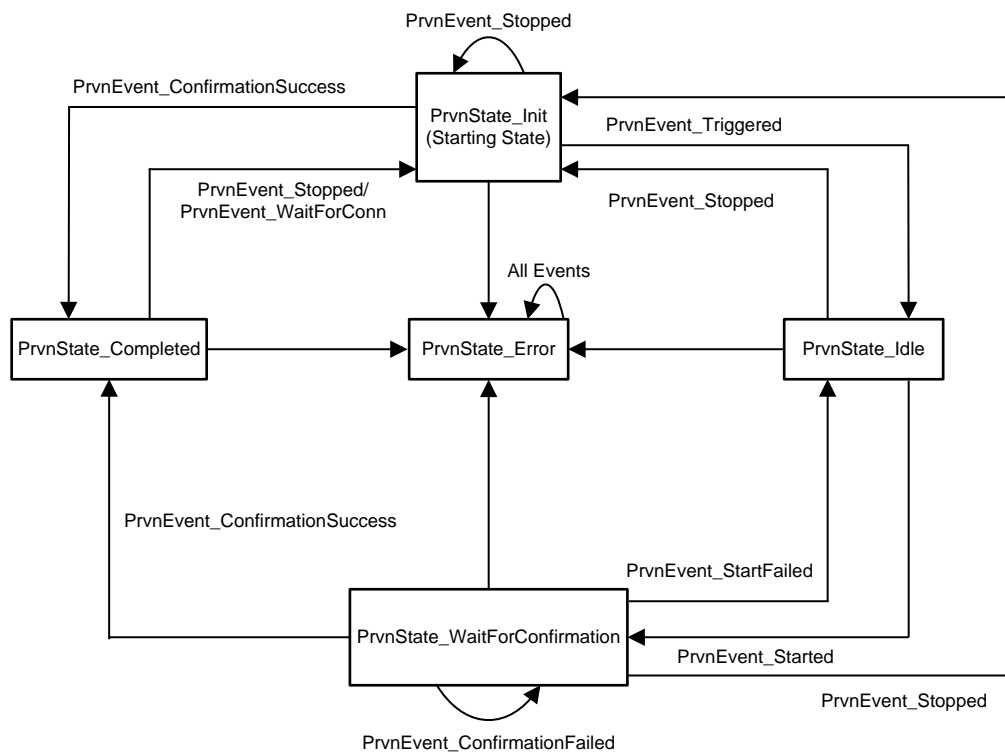 PrvnEvent_Stopped
PrvnEvent_ConfirmationSuccess
PrvnState_Init
(Starting State)
PrvnEvent_Triggered
PrvnEvent_Stopped/
PrvnEvent_WaitForConn
PrvnEvent_Stopped
All Events
PrvnState_Completed
PrvnState_Error
PrvnState_Idle
PrvnEvent_ConfirmationSuccess
PrvnEvent_StartFailed
PrvnState_WaitForConfirmation
PrvnEvent_Started
PrvnEvent_Stopped
PrvnEvent_ConfirmationFailed